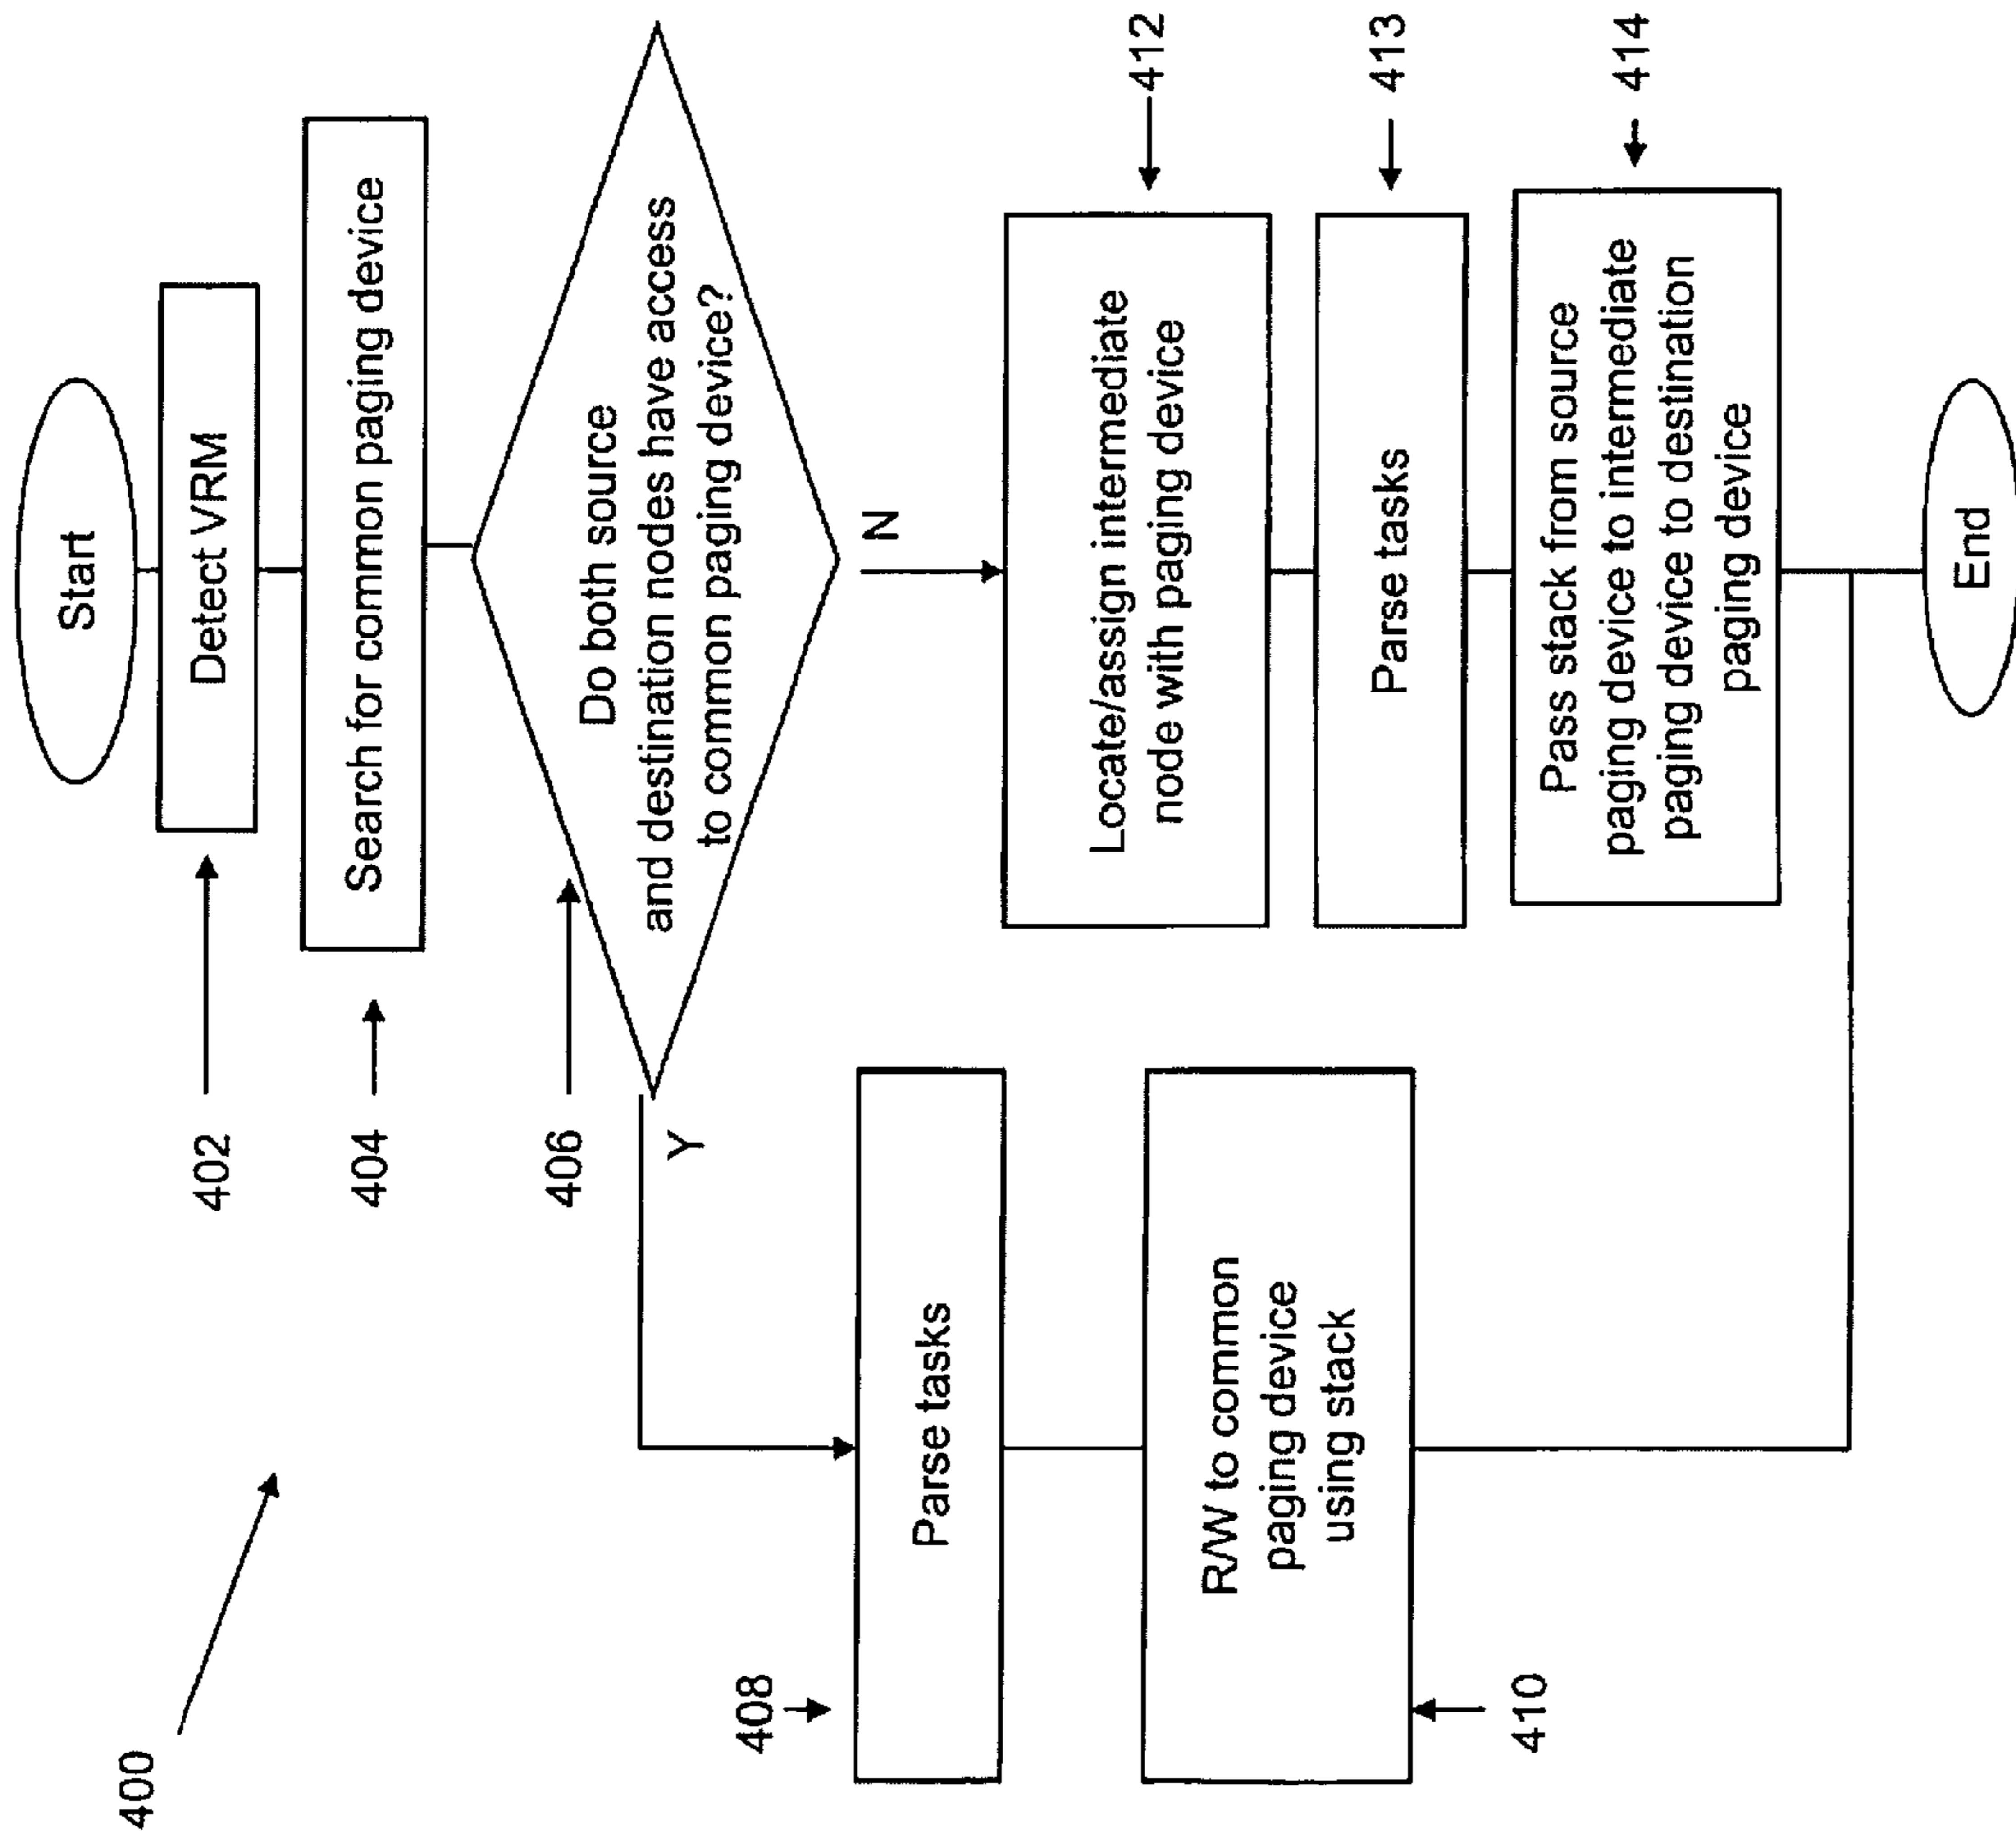 400
Start
402
Detect VRM
404
Search for common paging device
406
Do both source
and destination nodes have access
to common paging device?
Y
N
408
Parse tasks
R/W to common
paging device
using stack
410
Locate/assign intermediate
node with paging device
412
Parse tasks
413
Pass stack from source
paging device to intermediate
paging device to destination
paging device
414
End